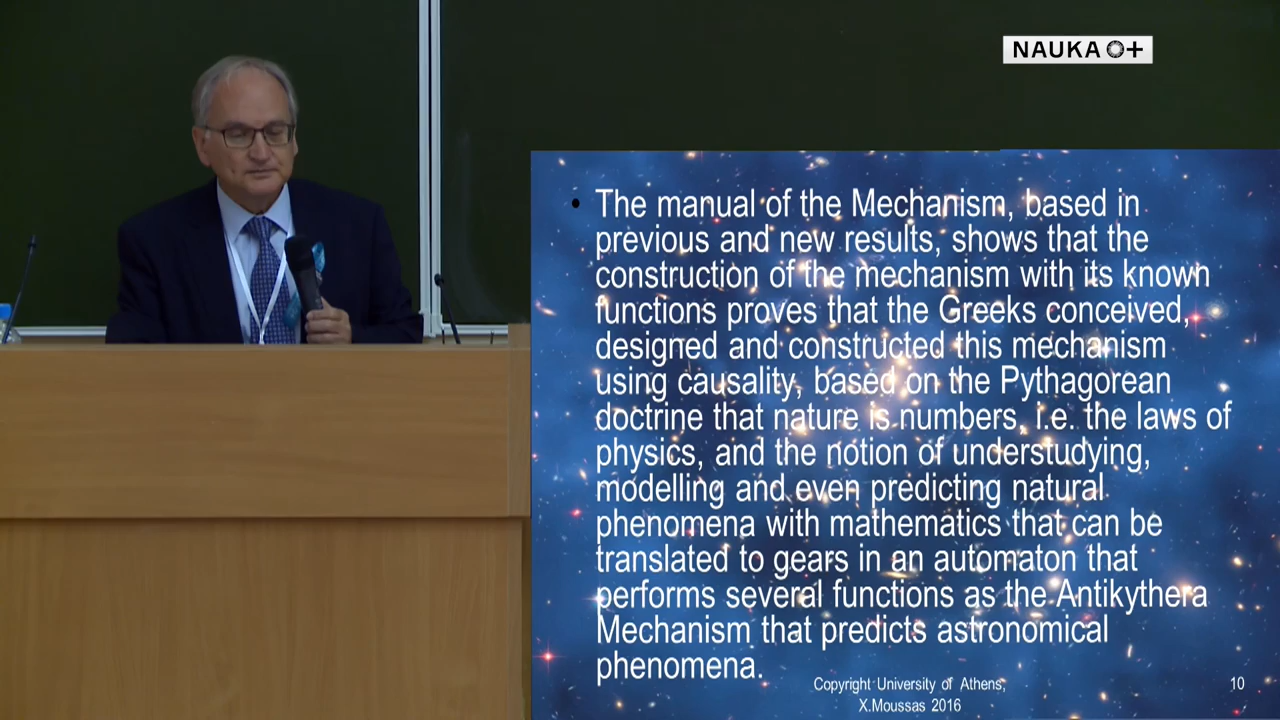 NAUKA O+
• The manual of the Mechanism, based in
previous and new results, shows that the
construction of the mechanism with its known
functions proves that the Greeks conceived,
designed and constructed this mechanism
using causality, based on the Pythagorean
doctrine that nature is numbers, i.e. the laws of
physics, and the notion of understudying,
modelling and even predicting natural
phenomena with mathematics that can be
translated to gears in an automaton that
performs several functions as the Antikythera
Mechanism that predicts astronomical
phenomena.
Copyright University of Athens,
X.Moussas 2016
10